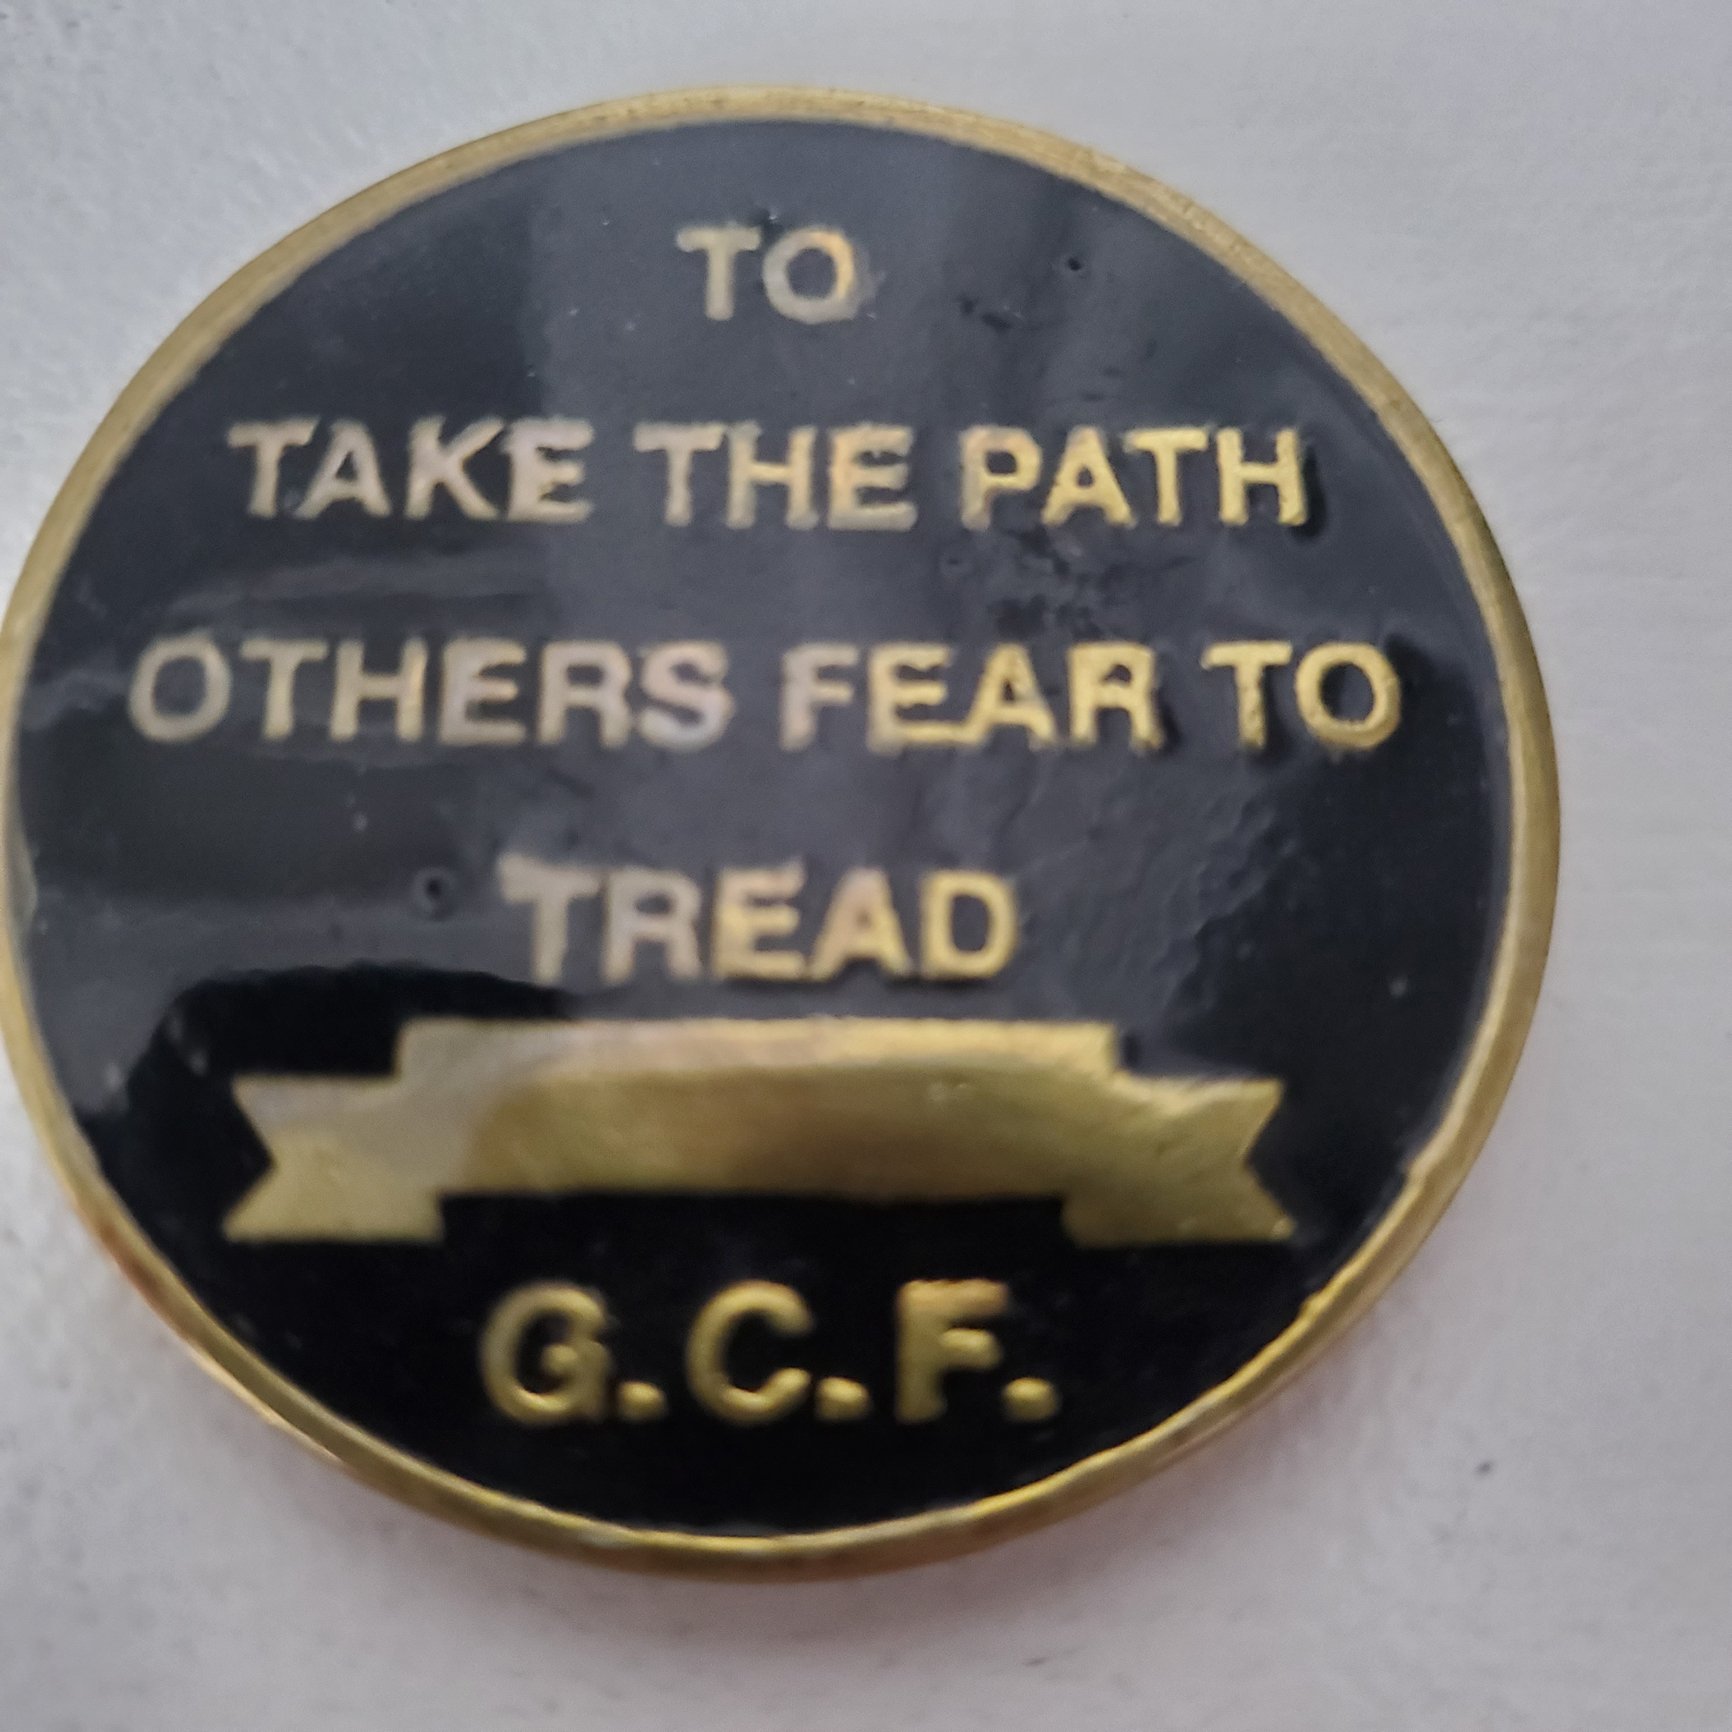 TO
TAKE THE PATH
OTHERS FEAR TO
TREAD
G.C.F.